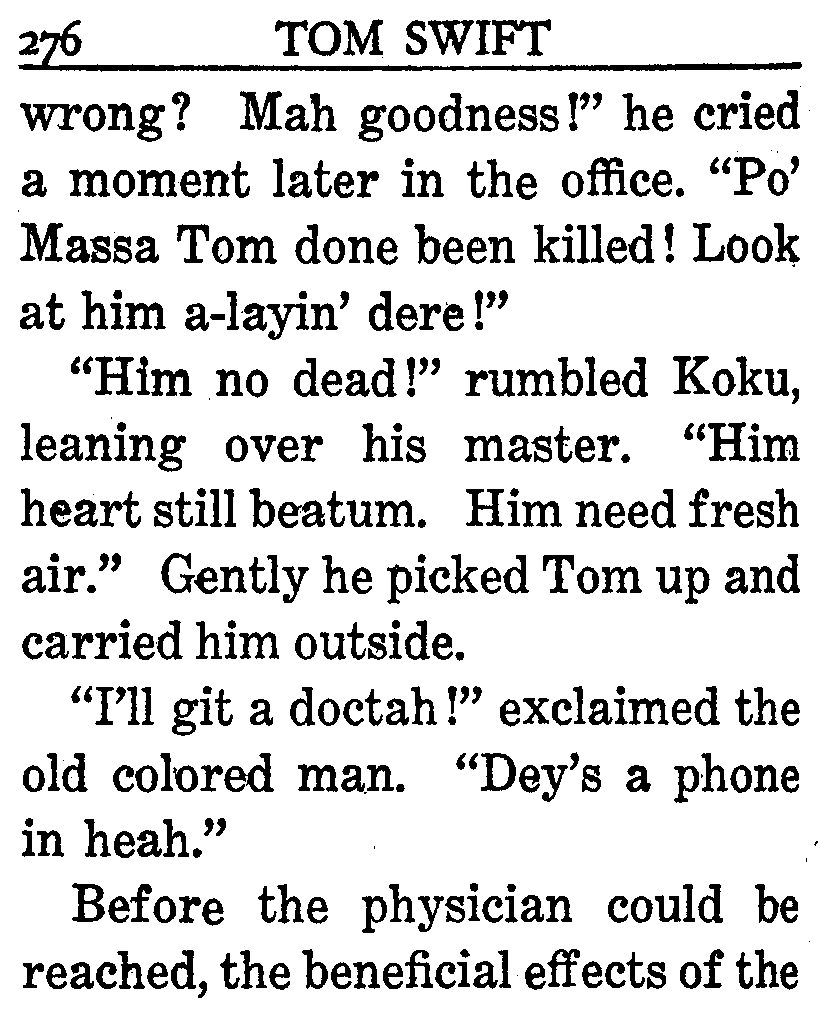 276 TOM SWIFT
wrong? Mah goodness!” he cried
a moment later in the office. “Po’
Massa Tom done been killed! Look
at him a-layin’ dere!”
“Him no dead!” rumbled Koku,
leaning over his master. “Him
heart still beatum. Him need fresh
air.” Gently he picked Tom up and
carried him outside.
“I’ll git a doctah!” exclaimed the
old colored man. “Dey’s a phone
in heah.”
Before the physician could be
reached, the beneficial effects of the